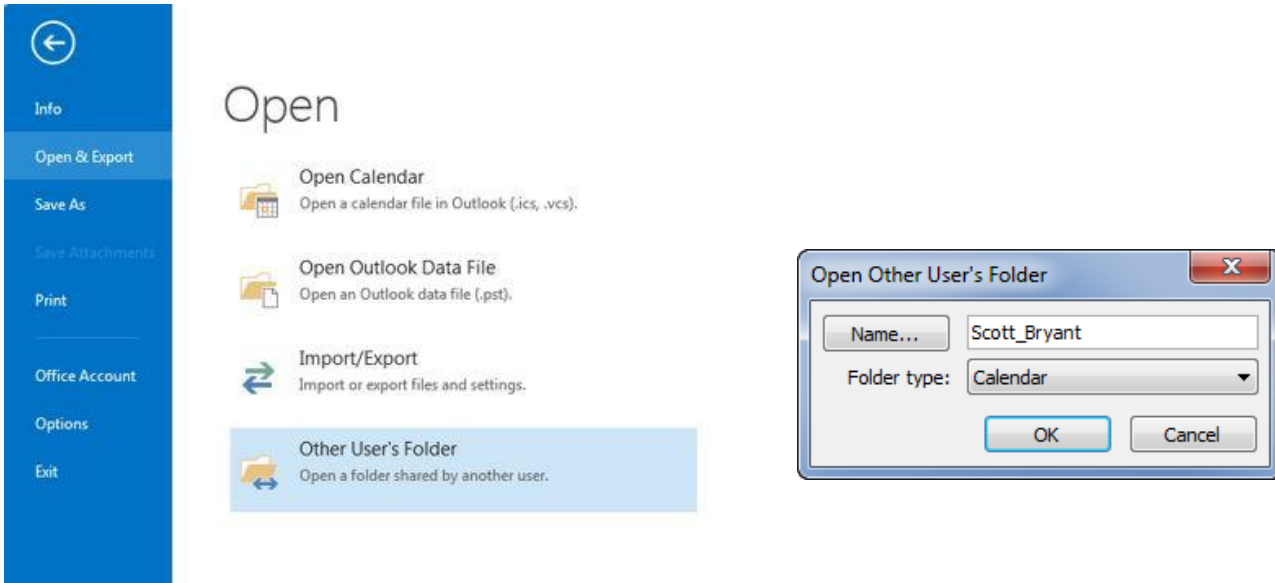 Info
Open & Export
Save As
Save Attachments
Print
Office Account
Options
Exit
Open
Open Calendar
Open a calendar file in Outlook (.ics, .vcs).
Open Outlook Data File
Open an Outlook data file (.pst).
Import/Export
Import or export files and settings.
Other User's Folder
Open a folder shared by another user.
Open Other User's Folder
Name... Scott_Bryant
Folder type: Calendar
OK Cancel